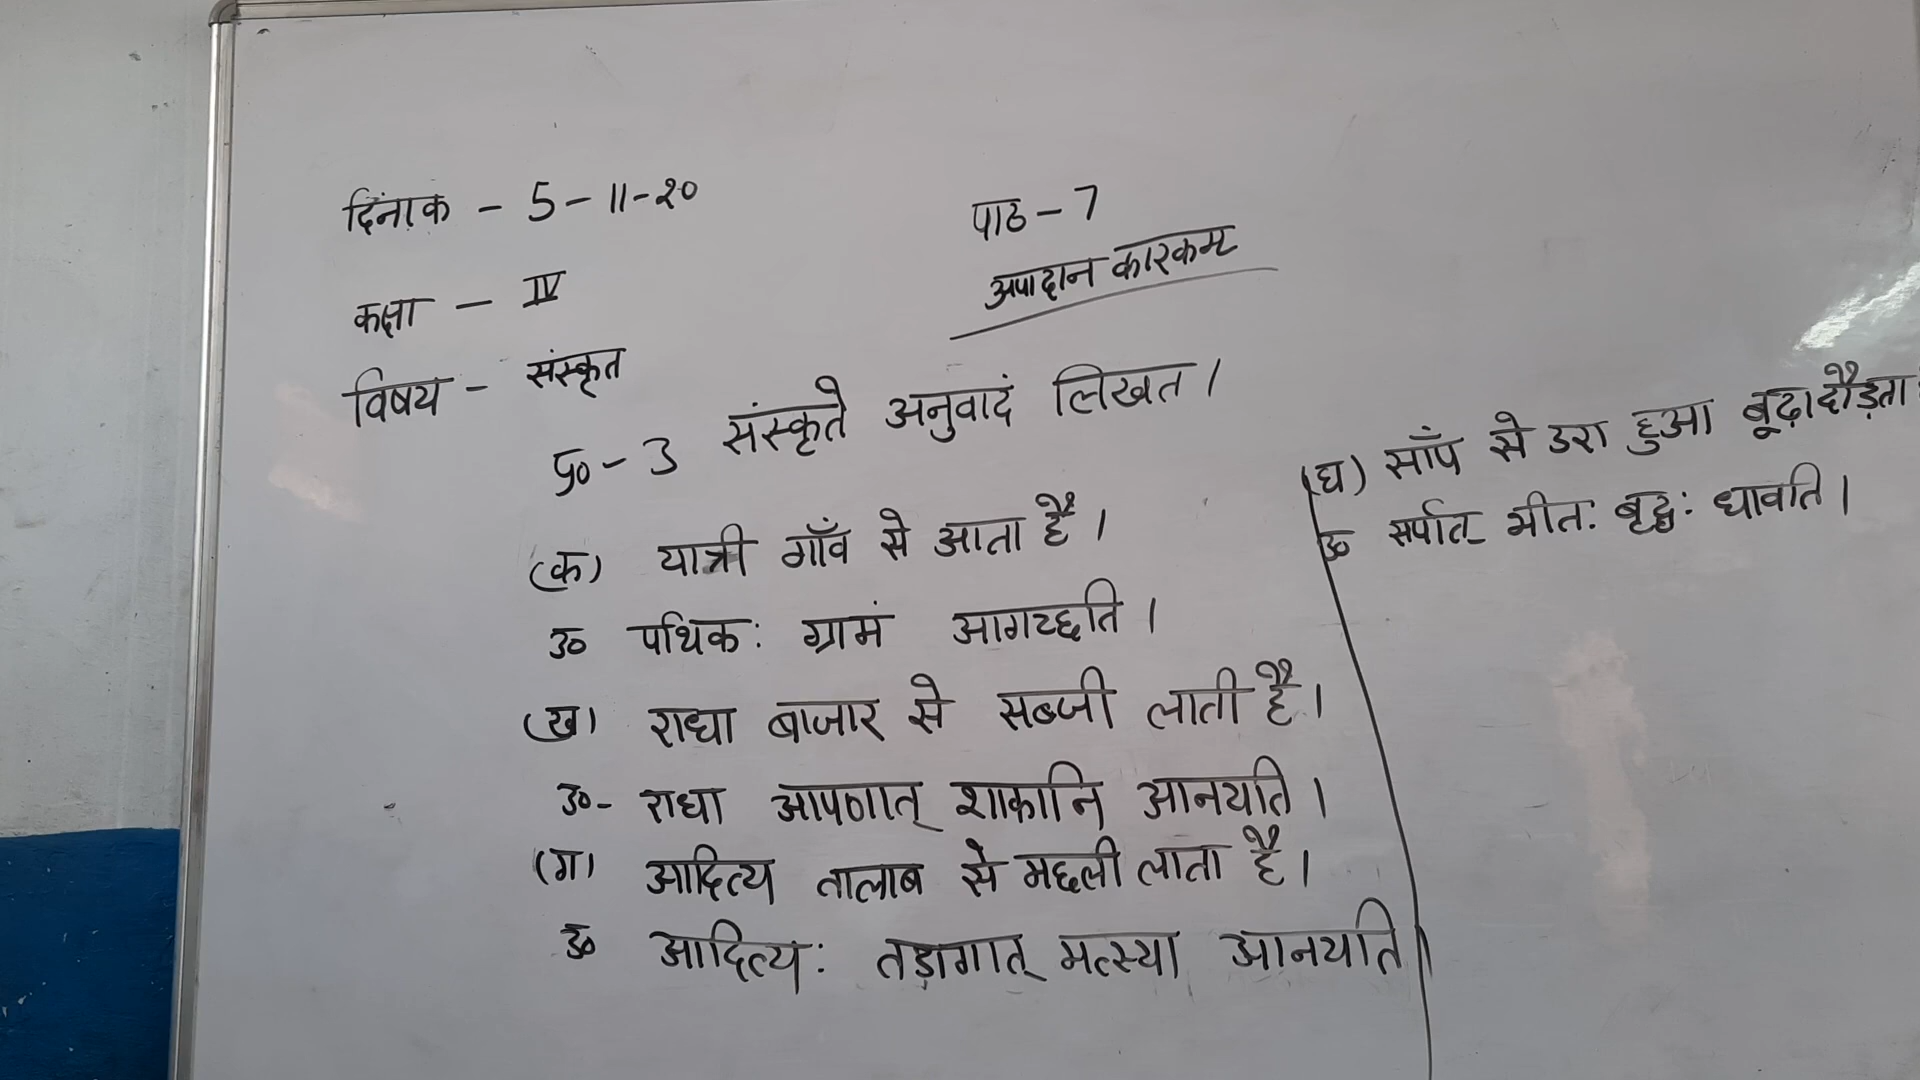 दिंनाक - 5-11-२०
कक्षा - IV
विषय - संस्कृत
पाठ - 7
अपादान कारकम्
प्र० - 3 संस्कृते अनुवादं लिखत।
(क) यात्री गाँव से आता है।
उ० पथिक: ग्रामं आगच्छति।
(ख) राधा बाजार से सब्जी लाती है।
उ०- राधा आपणात् शाकानि आनयति।
(ग) आदित्य तालाब से मछली लाता है।
उ० आदित्य: तड़ागात् मत्स्या आनयति।
(घ) साँप से डरा हुआ बूढ़ा दौड़ता
उ० सर्पात् भीत: बृद्ध: धावति।